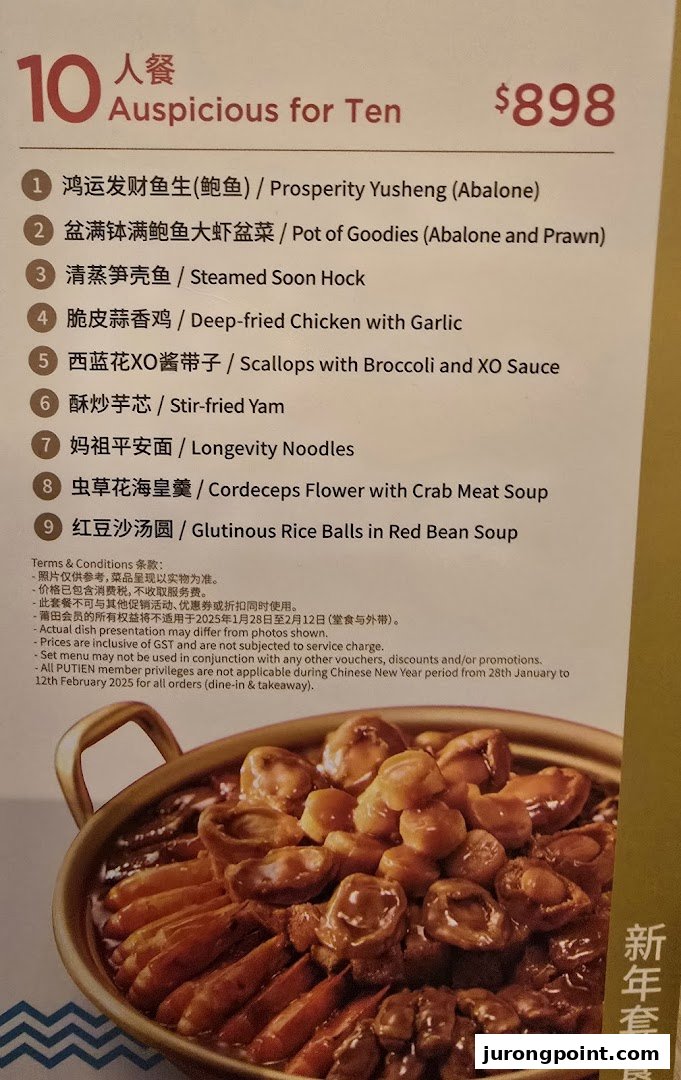 10 人餐
Auspicious for Ten
$898
1 鸿运发财鱼生(鲍鱼) / Prosperity Yusheng (Abalone)
2 盆满钵满鲍鱼大虾盆菜 / Pot of Goodies (Abalone and Prawn)
3 清蒸笋壳鱼 / Steamed Soon Hock
4 脆皮蒜香鸡 / Deep-fried Chicken with Garlic
5 西蓝花XO酱带子 / Scallops with Broccoli and XO Sauce
6 酥炒芋芯 / Stir-fried Yam
7 妈祖平安面 / Longevity Noodles
8 虫草花海皇羹 / Cordeceps Flower with Crab Meat Soup
9 红豆沙汤圆 / Glutinous Rice Balls in Red Bean Soup
Terms & Conditions 条款：
- 照片仅供参考，菜品呈现以实物为准。
- 价格已包含消费税，不收取服务费。
- 此套餐不可与其他促销活动、优惠券或折扣同时使用。
- 莆田会员的所有权益将不适用于2025年1月28日至2月12日（堂食与外带）。
- Actual dish presentation may differ from photos shown.
- Prices are inclusive of GST and are not subjected to service charge.
- Set menu may not be used in conjunction with any other vouchers, discounts and/or promotions.
- All PUTIEN member privileges are not applicable during Chinese New Year period from 28th January to
12th February 2025 for all orders (dine-in & takeaway).
新年套
jurongpoint.com